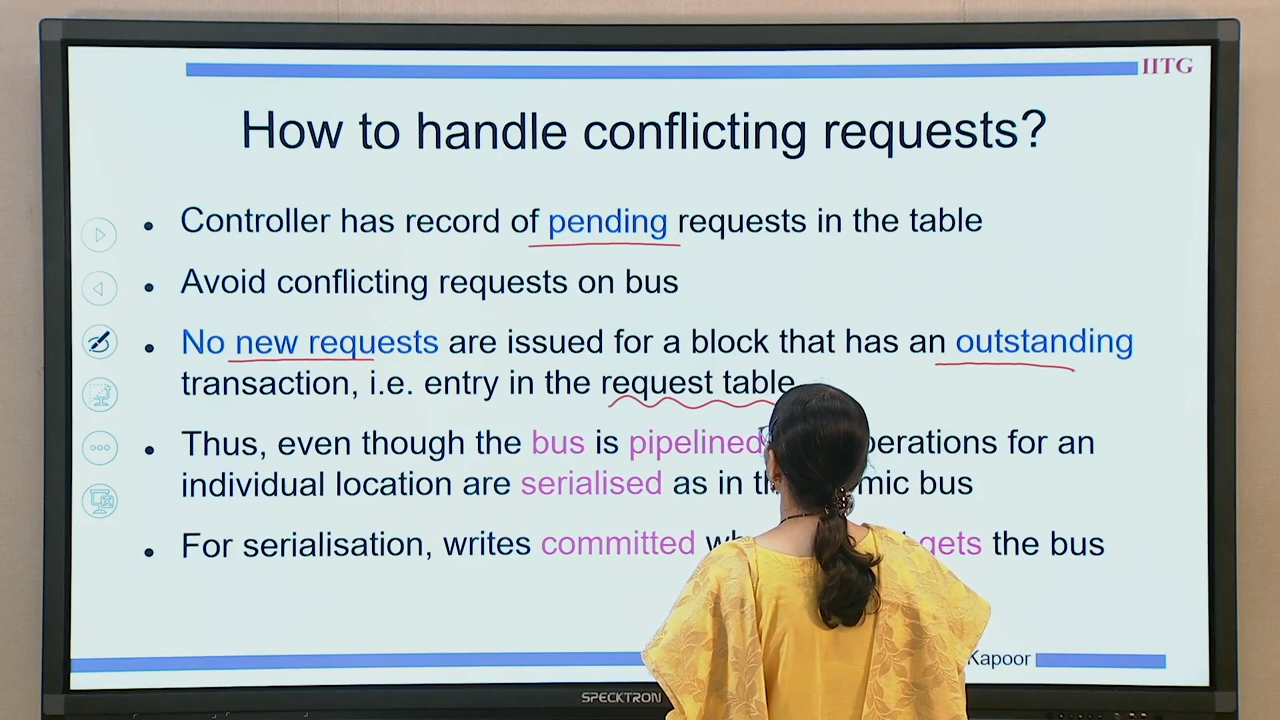 IITG
How to handle conflicting requests?
• Controller has record of pending requests in the table
• Avoid conflicting requests on bus
• No new requests are issued for a block that has an outstanding
transaction, i.e. entry in the request table
• Thus, even though the bus is pipelined perations for an
individual location are serialised as in mic bus
• For serialisation, writes committed gets the bus
Kapoor
SPECKTRON